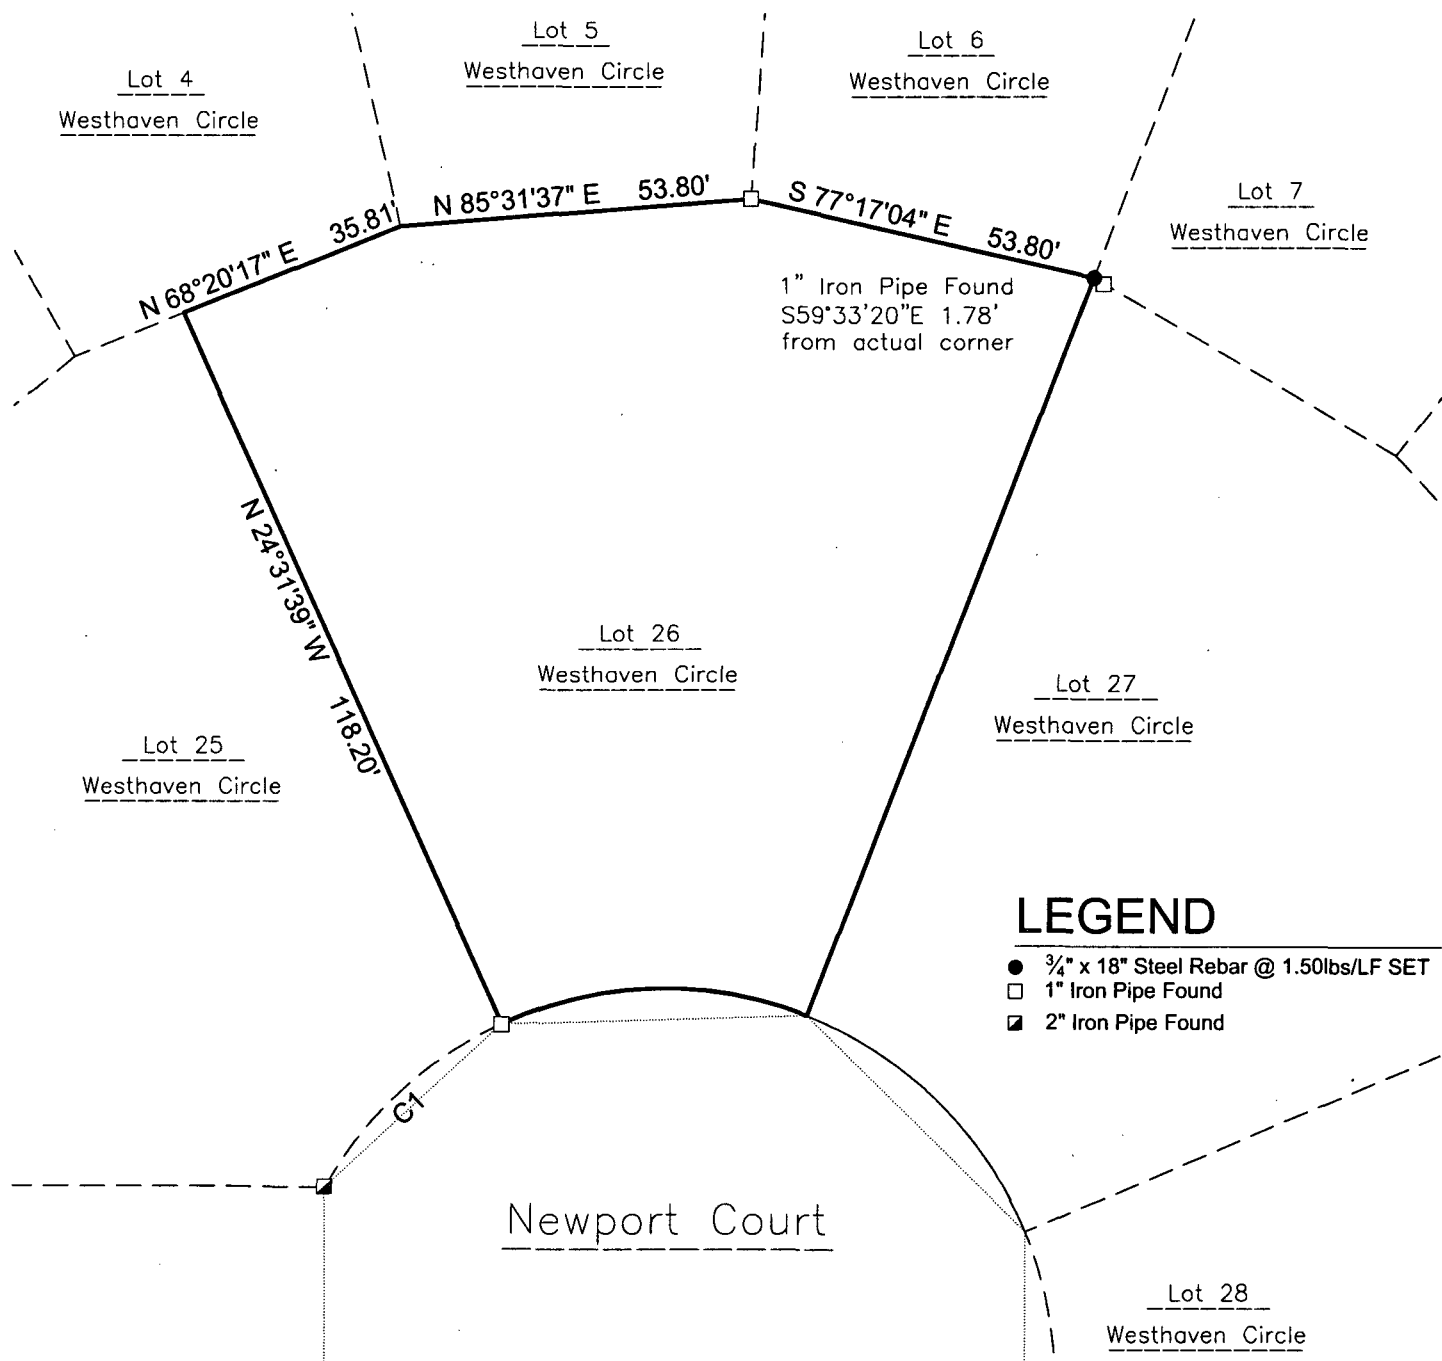 Lot 5
Westhaven Circle
Lot 6
Westhaven Circle
Lot 4
Westhaven Circle
Lot 7
Westhaven Circle
N 68°20'17" E 35.81'
N 85°31'37" E 53.80'
S 77°17'04" E 53.80'
1" Iron Pipe Found
S59°33'20"E 1.78'
from actual corner
N 24°31'39" W 118.20'
Lot 26
Westhaven Circle
Lot 27
Westhaven Circle
Lot 25
Westhaven Circle
LEGEND
3/4" x 18" Steel Rebar @ 1.50lbs/LF SET
1" Iron Pipe Found
2" Iron Pipe Found
C1
Newport Court
Lot 28
Westhaven Circle